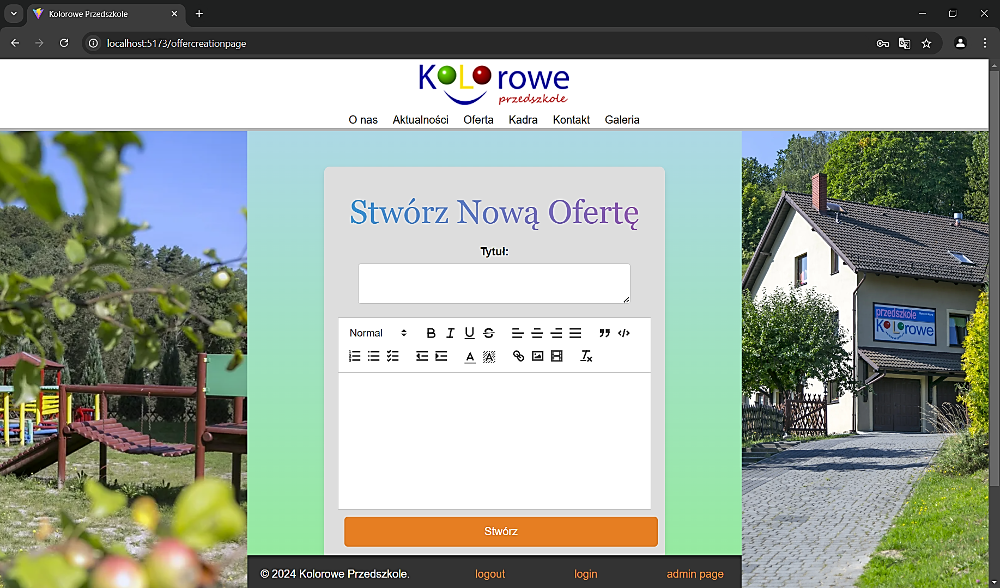 Kolorowe Przedszkole
localhost:5173/offercreationpage
KOLOrowe
przedszkole
O nas Aktualności Oferta Kadra Kontakt Galeria
Stwórz Nową Ofertę
Tytuł:
Normal
Stwórz
przedszkole
KOLOrowe
© 2024 Kolorowe Przedszkole. logout login admin page